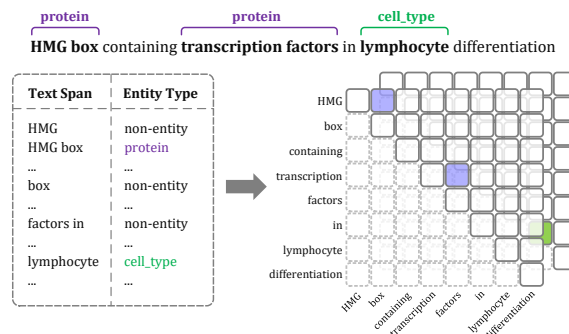 protein protein cell_type
HMG box containing transcription factors in lymphocyte differentiation
Text Span Entity Type
HMG non-entity
HMG box protein
... ...
box non-entity
... ...
factors in non-entity
... ...
lymphocyte cell_type
... ...
HMG
box
containing
transcription
factors
in
lymphocyte
differentiation
HMG box containing transcription factors in lymphocyte differentiation